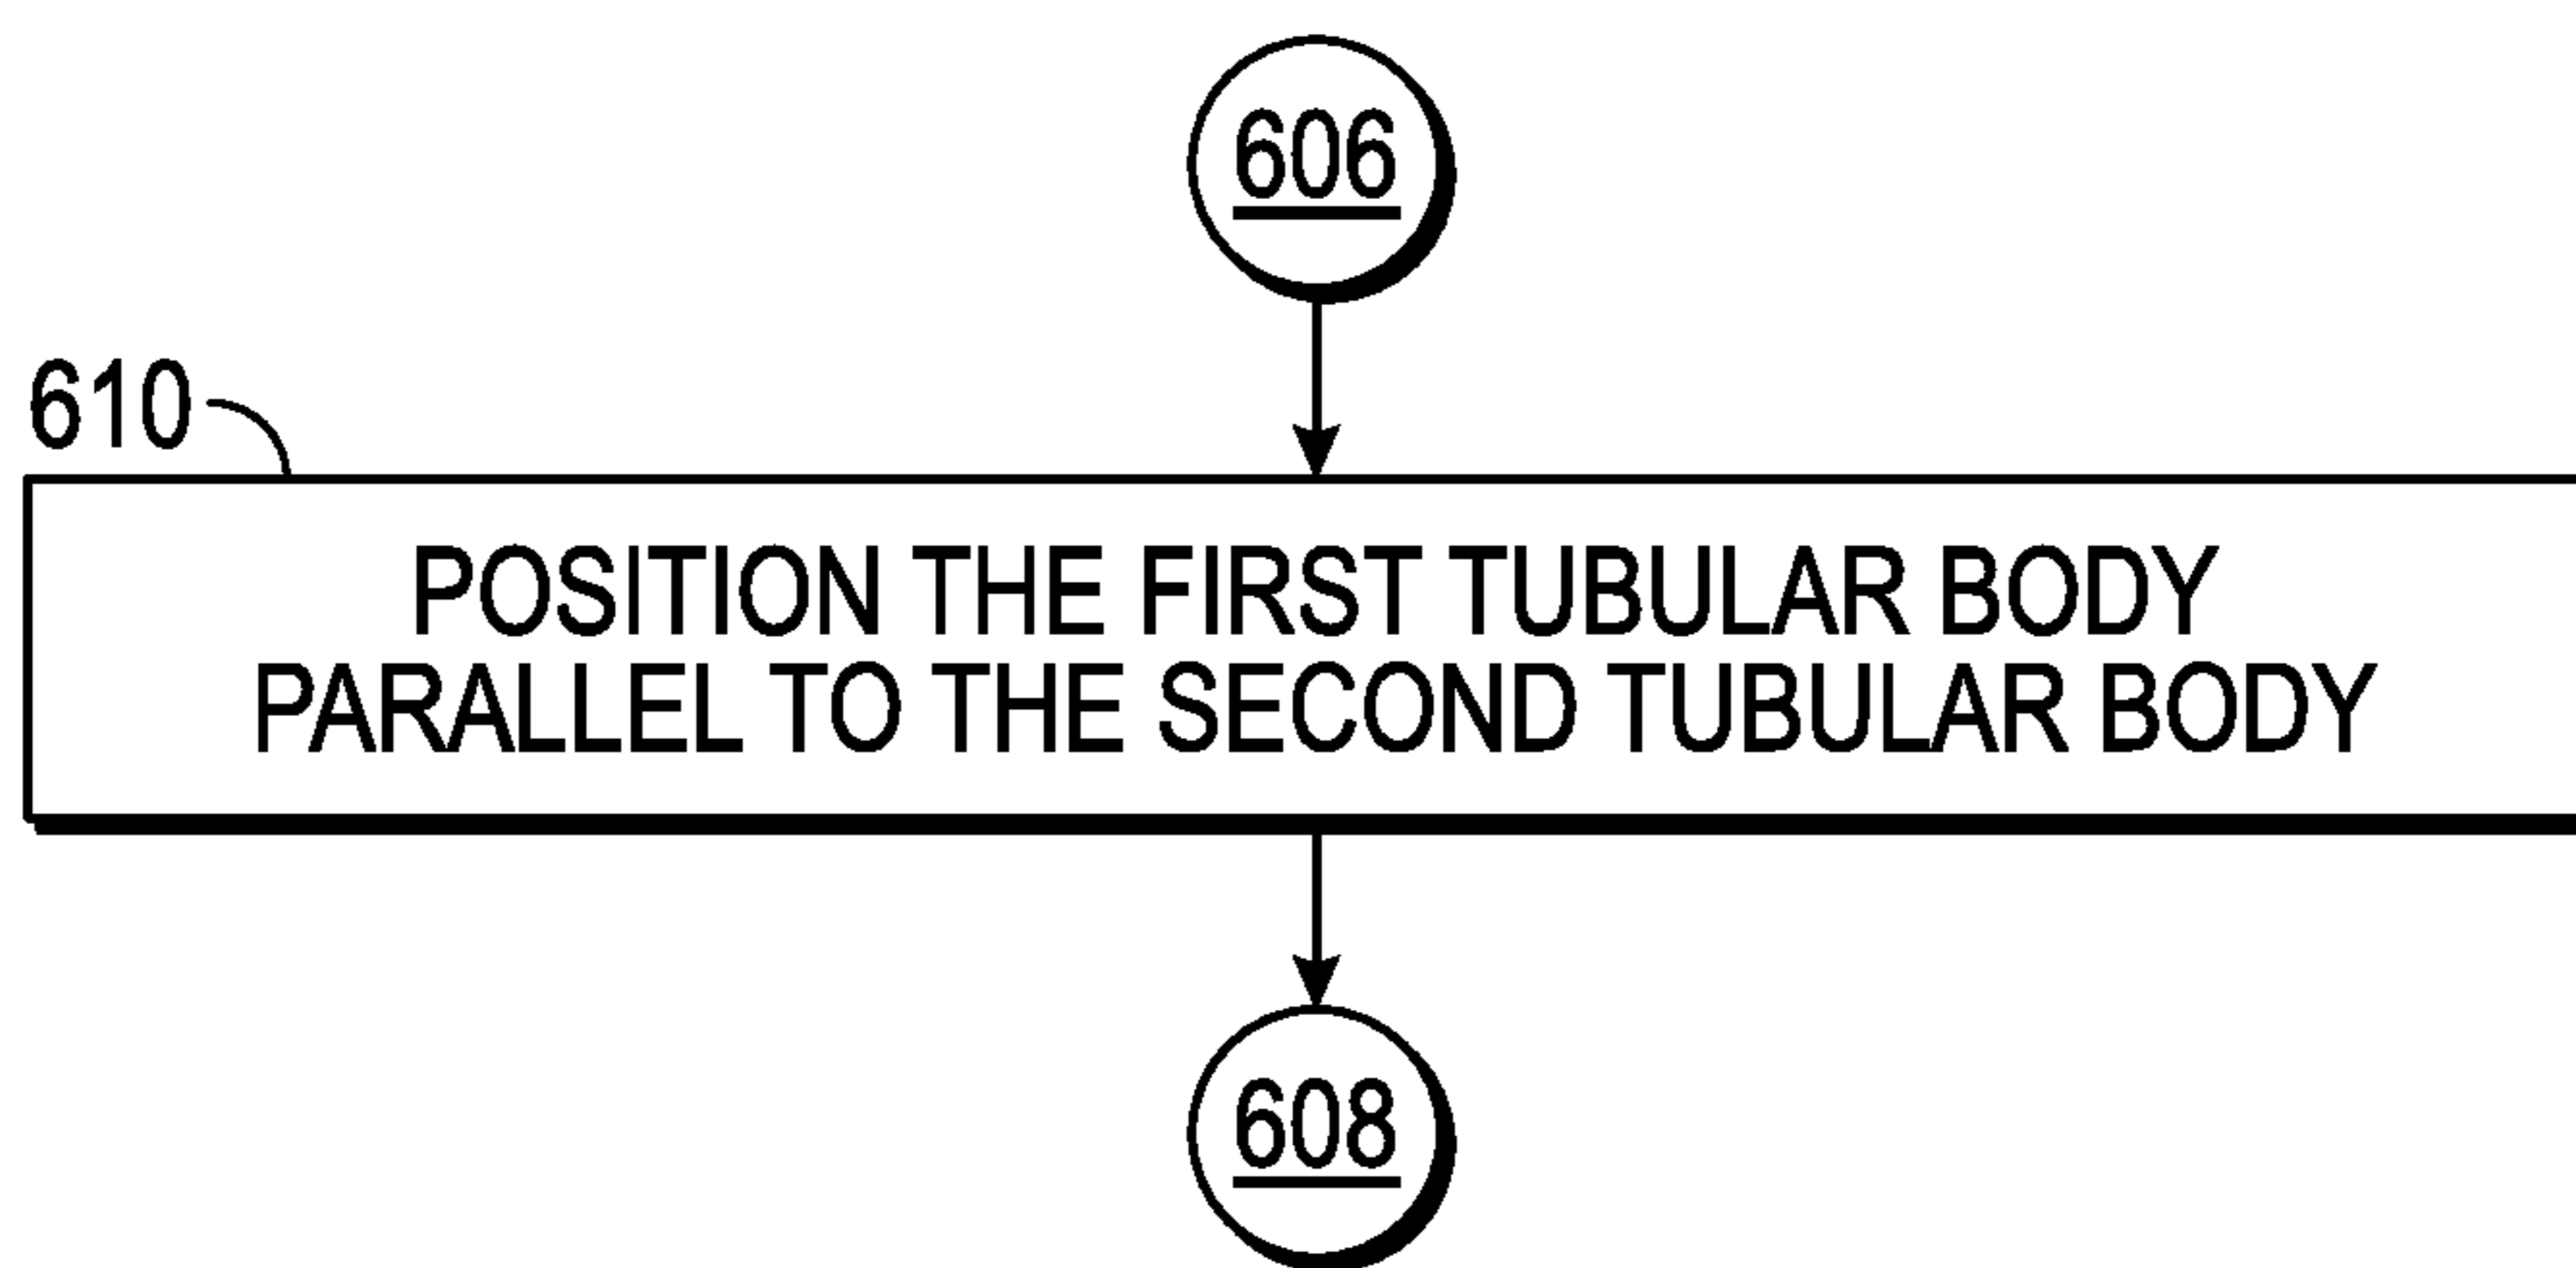 606
610
POSITION THE FIRST TUBULAR BODY
PARALLEL TO THE SECOND TUBULAR BODY
608